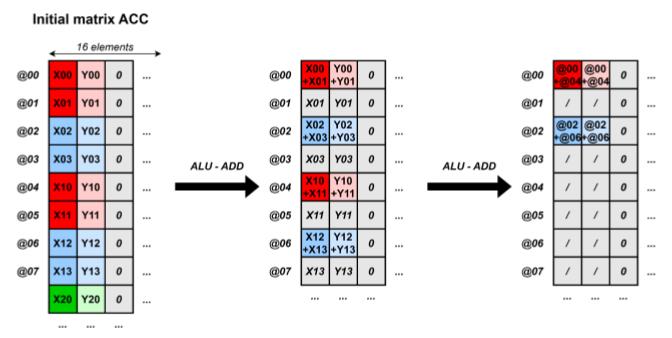 Initial matrix ACC
16 elements
@00 X00 Y00 0 ...
@01 X01 Y01 0 ...
@02 X02 Y02 0 ...
@03 X03 Y03 0 ...
@04 X10 Y10 0 ...
@05 X11 Y11 0 ...
@06 X12 Y12 0 ...
@07 X13 Y13 0 ...
X20 Y20 0 ...
... ... ...
ALU - ADD
@00 X00 +X01 Y00 +Y01 0 ...
@01 X01 Y01 0 ...
@02 X02 +X03 Y02 +Y03 0 ...
@03 X03 Y03 0 ...
@04 X10 +X11 Y10 +Y11 0 ...
@05 X11 Y11 0 ...
@06 X12 +X13 Y12 +Y13 0 ...
@07 X13 Y13 0 ...
... ...
ALU - ADD
@00 @00 +@04 @00 +@04 0 ...
@01 / / 0 ...
@02 @02 +@06 @02 +@06 0 ...
@03 / / 0 ...
@04 / / 0 ...
@05 / / 0 ...
@06 / / 0 ...
@07 / / 0 ...
... ... ...